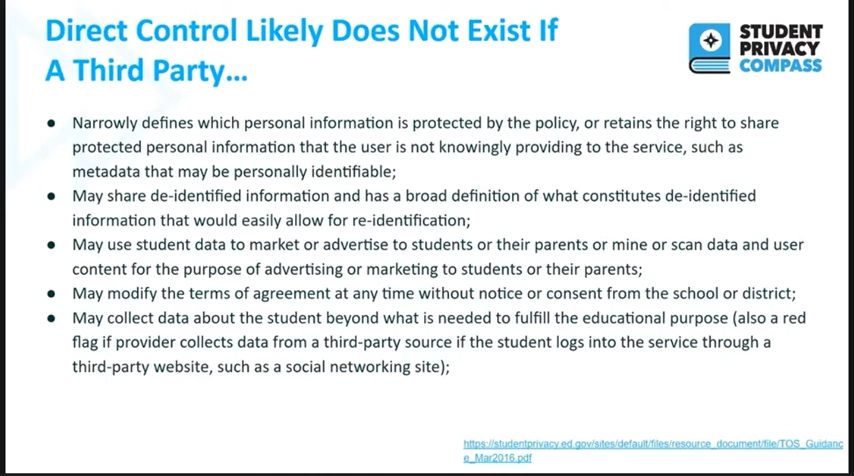 Direct Control Likely Does Not Exist If
A Third Party...
STUDENT
PRIVACY
COMPASS
● Narrowly defines which personal information is protected by the policy, or retains the right to share
protected personal information that the user is not knowingly providing to the service, such as
metadata that may be personally identifiable;
● May share de-identified information and has a broad definition of what constitutes de-identified
information that would easily allow for re-identification;
● May use student data to market or advertise to students or their parents or mine or scan data and user
content for the purpose of advertising or marketing to students or their parents;
● May modify the terms of agreement at any time without notice or consent from the school or district;
● May collect data about the student beyond what is needed to fulfill the educational purpose (also a red
flag if provider collects data from a third-party source if the student logs into the service through a
third-party website, such as a social networking site);
https://studentprivacy.ed.gov/sites/default/files/resource_document/file/TOS_Guidanc
e_Mar2016.pdf